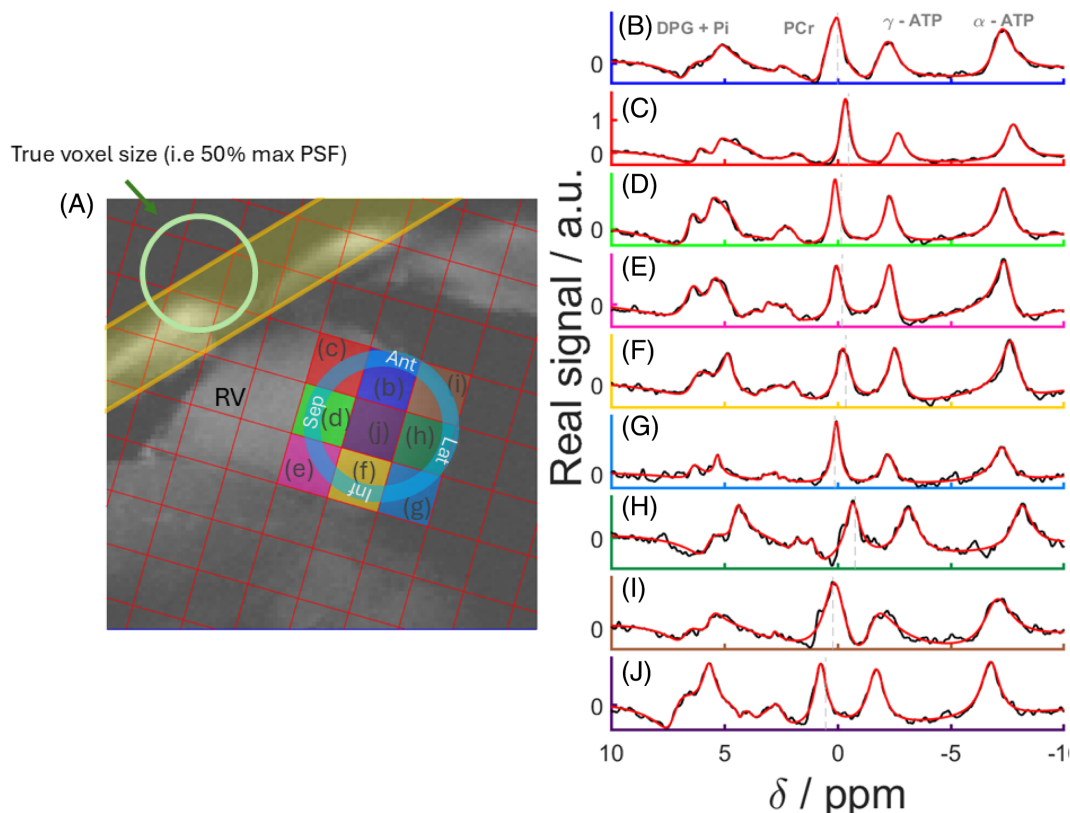 True voxel size (i.e 50% max PSF)
(A)
RV
(c)
Ant
(b)
(i)
Sep
(d)
(j)
(h)
Lat
(e)
(f)
Inf
(g)
Real signal / a.u.
(B)
DPG + Pi
PCr
γ - ATP
α - ATP
0
(C)
1
0
(D)
0
(E)
0
(F)
0
(G)
0
(H)
0
(I)
0
(J)
0
10 5 0 -5 -10
δ / ppm